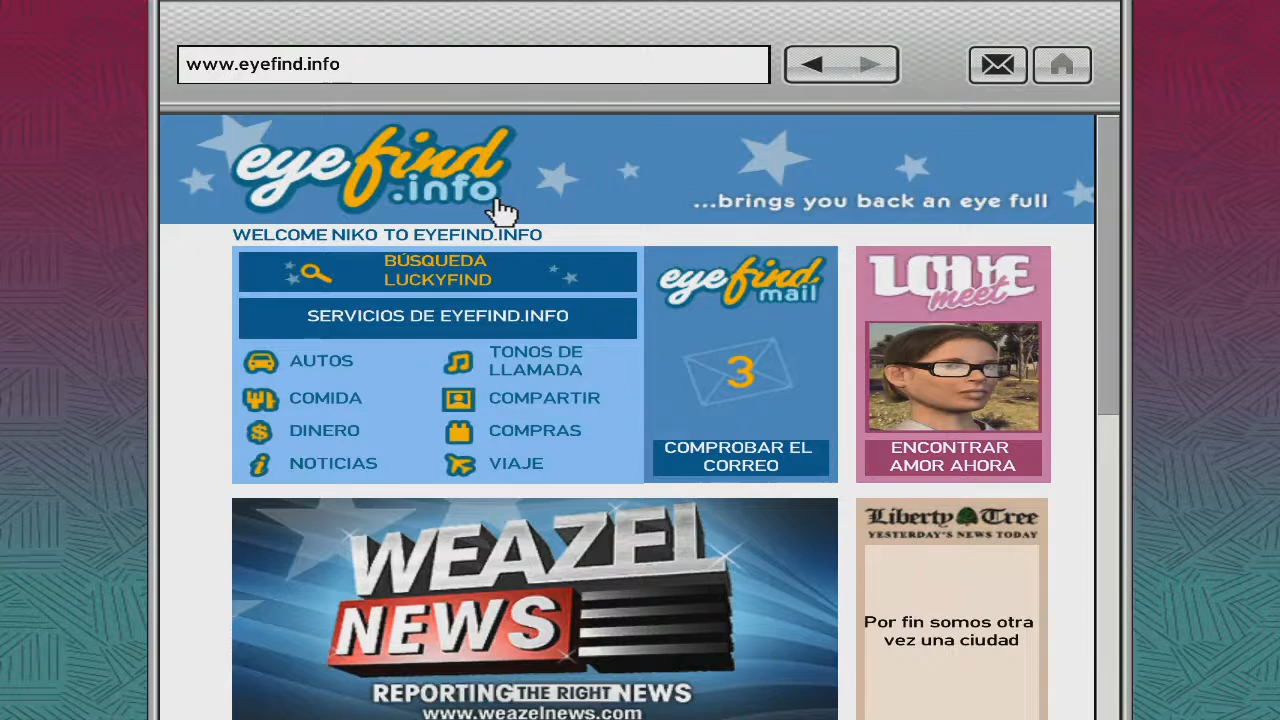 www.eyefind.info
eyefind
.info
...brings you back an eye full
WELCOME NIKO TO EYEFIND.INFO
BÚSQUEDA
LUCKYFIND
SERVICIOS DE EYEFIND.INFO
AUTOS
TONOS DE
LLAMADA
COMIDA
COMPARTIR
DINERO
COMPRAS
NOTICIAS
VIAJE
eyefind
mail
3
COMPROBAR EL
CORREO
LOVE
meet
ENCONTRAR
AMOR AHORA
WEAZEL
NEWS
REPORTING THE RIGHT NEWS
www.weazelnews.com
Liberty Tree
YESTERDAY'S NEWS TODAY
Por fin somos otra
vez una ciudad